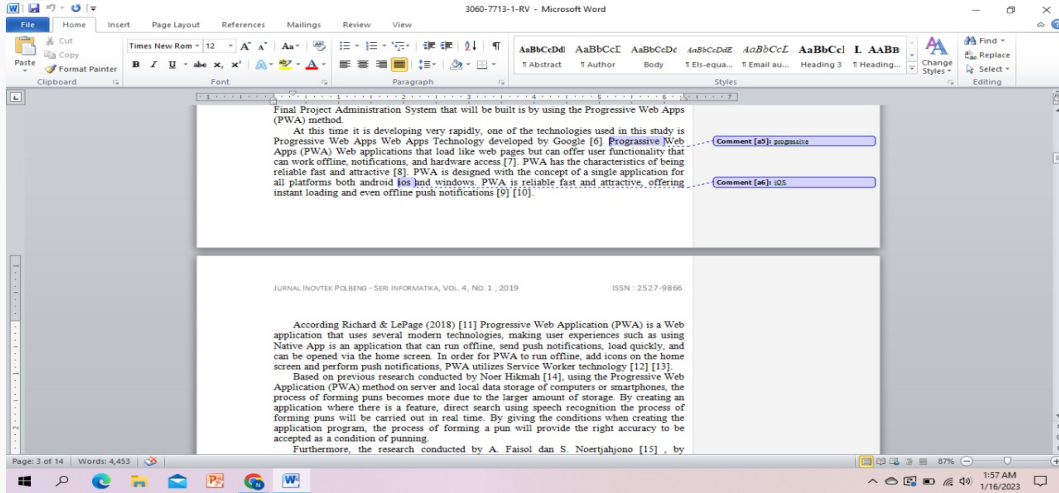 3060-7713-1-RV - Microsoft Word
File Home Insert Page Layout References Mailings Review View
Cut
Copy
Format Painter
Paste
Clipboard
Times New Rom 12
Font
Paragraph
AaBbCcDdl AaBbCcD AaBbCcDc AaBbCcDdE AaBbCcL AaBbCcl I. AABB
¶ Abstract ¶ Author Body ¶ Els-equa... ¶ Email au... Heading 3 ¶ Heading...
Change Styles
Styles
Find
Replace
Select
Editing
Final Project Administration System that will be built is by using the Progressive Web Apps
(PWA) method.
At this time it is developing very rapidly, one of the technologies used in this study is
Progressive Web Apps Web Apps Technology developed by Google [6]. Prograssive Web
Apps (PWA) Web applications that load like web pages but can offer user functionality that
can work offline, notifications, and hardware access [7]. PWA has the characteristics of being
reliable fast and attractive [8]. PWA is designed with the concept of a single application for
all platforms both android ios and windows. PWA is reliable fast and attractive, offering
instant loading and even offline push notifications [9] [10].
Comment [a5]: progressive
Comment [a6]: iOS
JURNAL INOVTEK POLBENG - SERI INFORMATIKA, VOL. 4, NO. 1 , 2019 ISSN : 2527-9866
According Richard & LePage (2018) [11] Progressive Web Application (PWA) is a Web
application that uses several modern technologies, making user experiences such as using
Native App is an application that can run offline, send push notifications, load quickly, and
can be opened via the home screen. In order for PWA to run offline, add icons on the home
screen and perform push notifications, PWA utilizes Service Worker technology [12] [13].
Based on previous research conducted by Noer Hikmah [14], using the Progressive Web
Application (PWA) method on server and local data storage of computers or smartphones, the
process of forming puns becomes more due to the larger amount of storage. By creating an
application where there is a feature, direct search using speech recognition the process of
forming puns will be carried out in real time. By giving the conditions when creating the
application program, the process of forming a pun will provide the right accuracy to be
accepted as a condition of punning.
Furthermore, the research conducted by A. Faisol dan S. Noertjahjono [15] , by
Page: 3 of 14 Words: 4,453 87%
1:57 AM
1/16/2023